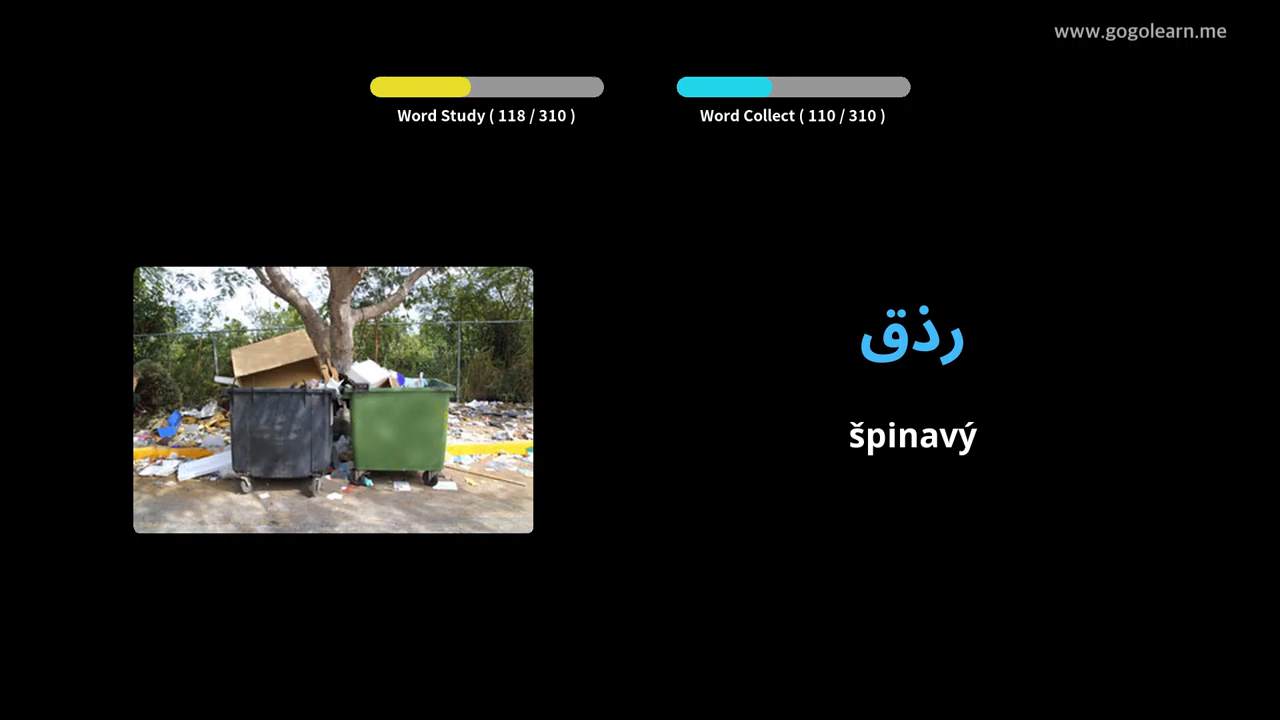 www.gogolearn.me
Word Study ( 118 / 310 )
Word Collect ( 110 / 310 )
رذق
špinavý